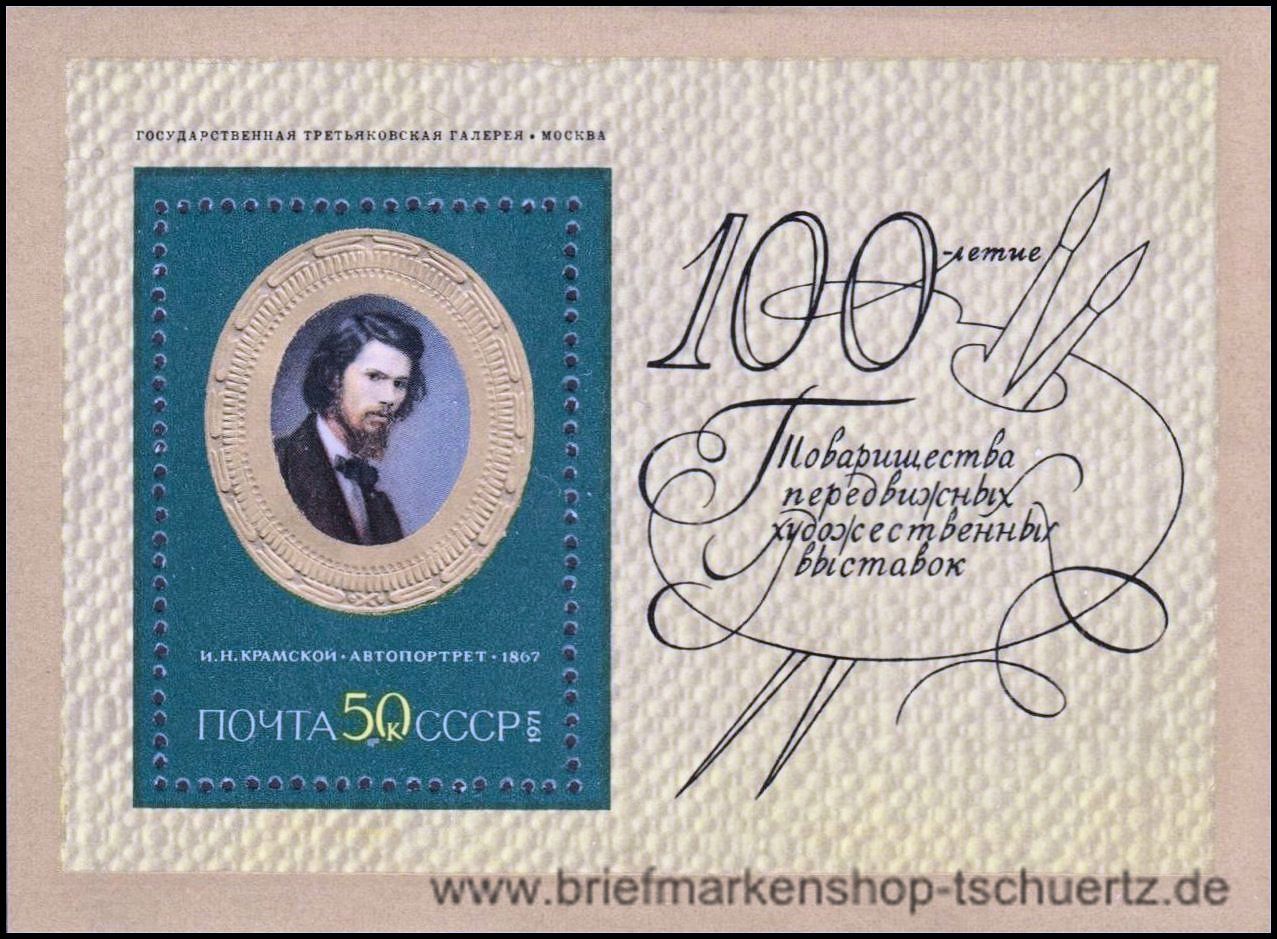 ГОСУДАРСТВЕННАЯ ТРЕТЬЯКОВСКАЯ ГАЛЕРЕЯ • МОСКВА
И.Н.КРАМСКОЙ • АВТОПОРТРЕТ • 1867
ПОЧТА 50к СССР 1971
100-летие
Товарищества
передвижных
художественных
выставок
www.briefmarkenshop-tschuertz.de